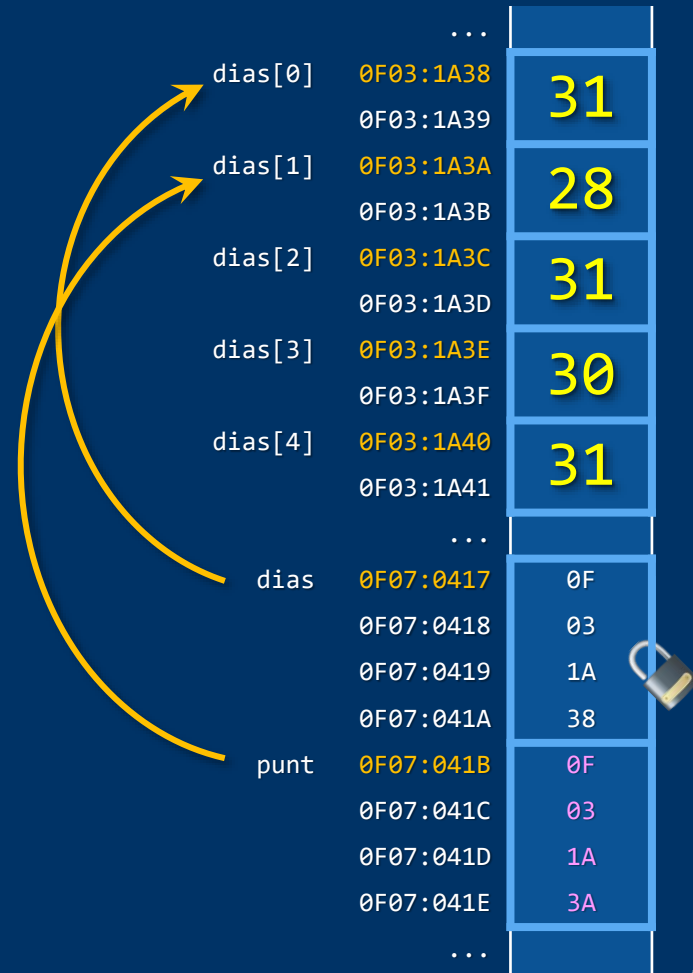 ...
dias[0] 0F03:1A38 31
0F03:1A39
dias[1] 0F03:1A3A 28
0F03:1A3B
dias[2] 0F03:1A3C 31
0F03:1A3D
dias[3] 0F03:1A3E 30
0F03:1A3F
dias[4] 0F03:1A40 31
0F03:1A41
...
dias 0F07:0417 0F
0F07:0418 03
0F07:0419 1A
0F07:041A 38
punt 0F07:041B 0F
0F07:041C 03
0F07:041D 1A
0F07:041E 3A
...